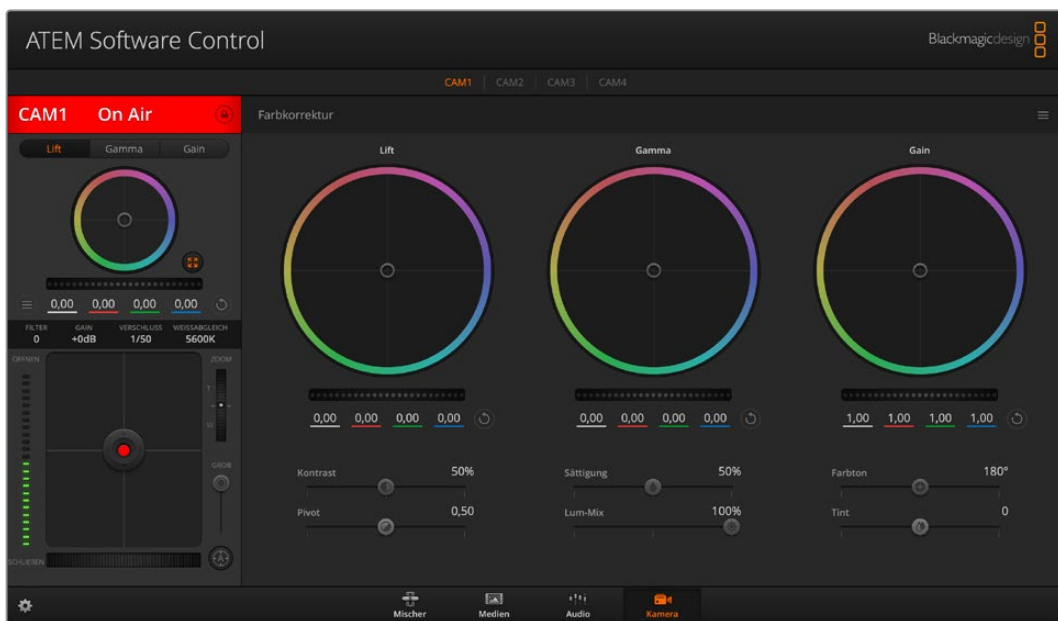 ATEM Software Control
Blackmagicdesign
CAM1 CAM2 CAM3 CAM4
CAM1 On Air
Farbkorrektur
Lift Gamma Gain
0,00 0,00 0,00 0,00
FILTER GAIN VERSCHLUSS WEISSABGLEICH
0 +0dB 1/50 5600K
ÖFFNEN
ZOOM
T
W
GROB
SCHLIEßEN
A
Lift Gamma Gain
0,00 0,00 0,00 0,00
0,00 0,00 0,00 0,00
1,00 1,00 1,00 1,00
Kontrast 50% Sättigung 50% Farbton 180°
Pivot 0,50 Lum-Mix 100% Tint 0
Mischer Medien Audio Kamera